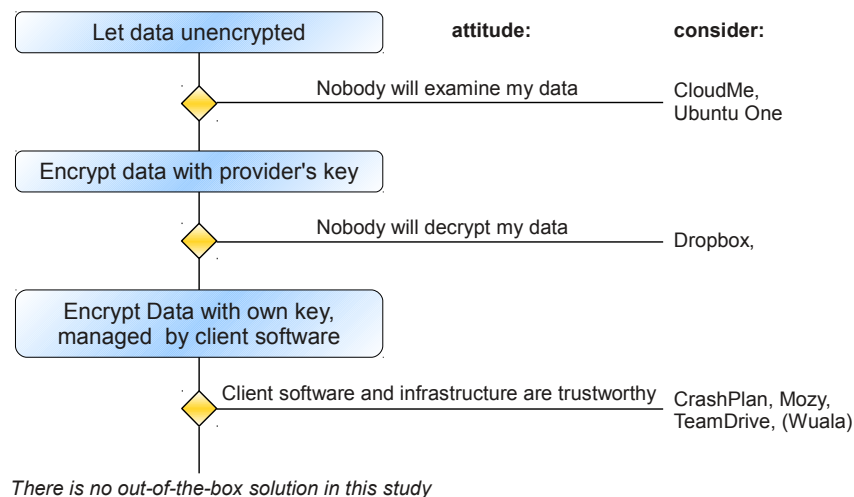 Let data unencrypted
attitude:
consider:
Nobody will examine my data
CloudMe,
Ubuntu One
Encrypt data with provider's key
Nobody will decrypt my data
Dropbox,
Encrypt Data with own key,
managed by client software
Client software and infrastructure are trustworthy
CrashPlan, Mozy,
TeamDrive, (Wuala)
There is no out-of-the-box solution in this study